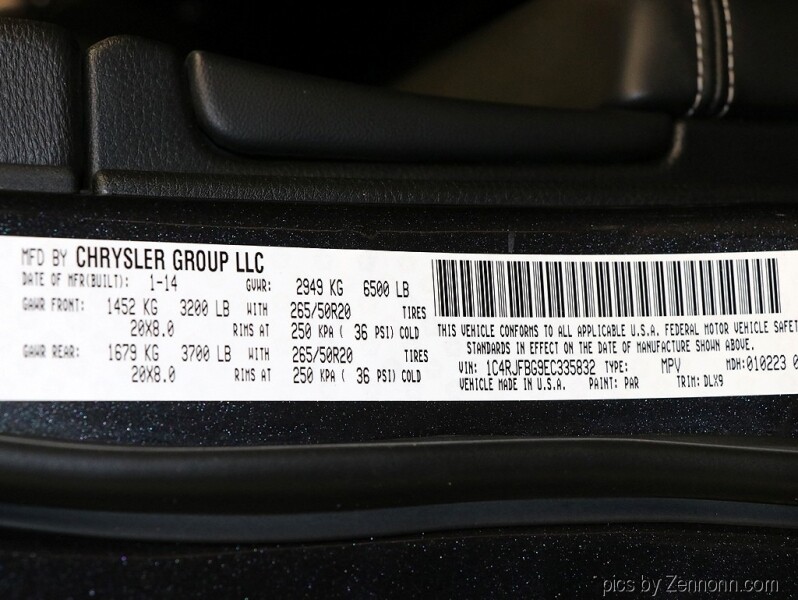 MFD BY CHRYSLER GROUP LLC
DATE OF MFR(BUILT): 1-14 GVWR: 2949 KG 6500 LB
GAWR FRONT: 1452 KG 3200 LB WITH 265/50R20 TIRES
20X8.0 RIMS AT 250 KPA ( 36 PSI) COLD
GAWR REAR: 1679 KG 3700 LB WITH 265/50R20 TIRES
20X8.0 RIMS AT 250 KPA ( 36 PSI) COLD
THIS VEHICLE CONFORMS TO ALL APPLICABLE U.S.A. FEDERAL MOTOR VEHICLE SAFET
STANDARDS IN EFFECT ON THE DATE OF MANUFACTURE SHOWN ABOVE.
VIN: 1C4RJFBG9EC335832 TYPE: MPV MDH:010223 0
VEHICLE MADE IN U.S.A. PAINT: PAR TRIM: DLX9
pics by Zennonn.com